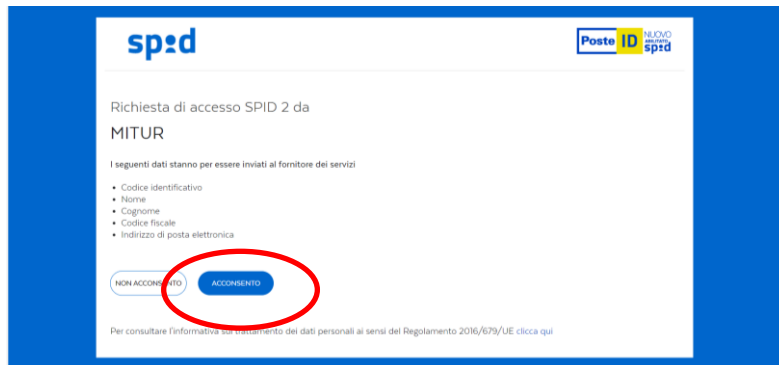 spid
Poste ID NUOVO
spid
Richiesta di accesso SPID 2 da
MITUR
I seguenti dati stanno per essere inviati al fornitore dei servizi
• Codice identificativo
• Nome
• Cognome
• Codice fiscale
• Indirizzo di posta elettronica
NON ACCONSENTO ACCONSENTO
Per consultare l'informativa sul trattamento dei dati personali ai sensi del Regolamento 2016/679/UE clicca qui